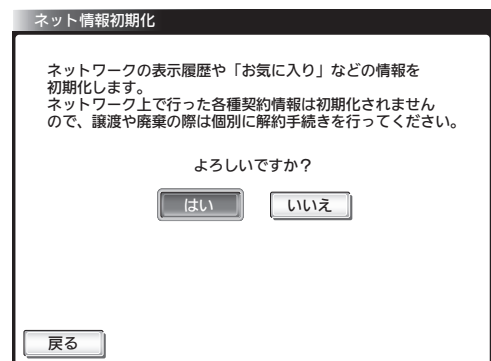 ネット情報初期化
ネットワークの表示履歴や「お気に入り」などの情報を
初期化します。
ネットワーク上で行った各種契約情報は初期化されません
ので、譲渡や廃棄の際は個別に解約手続きを行ってください。
よろしいですか？
はい いいえ
戻る